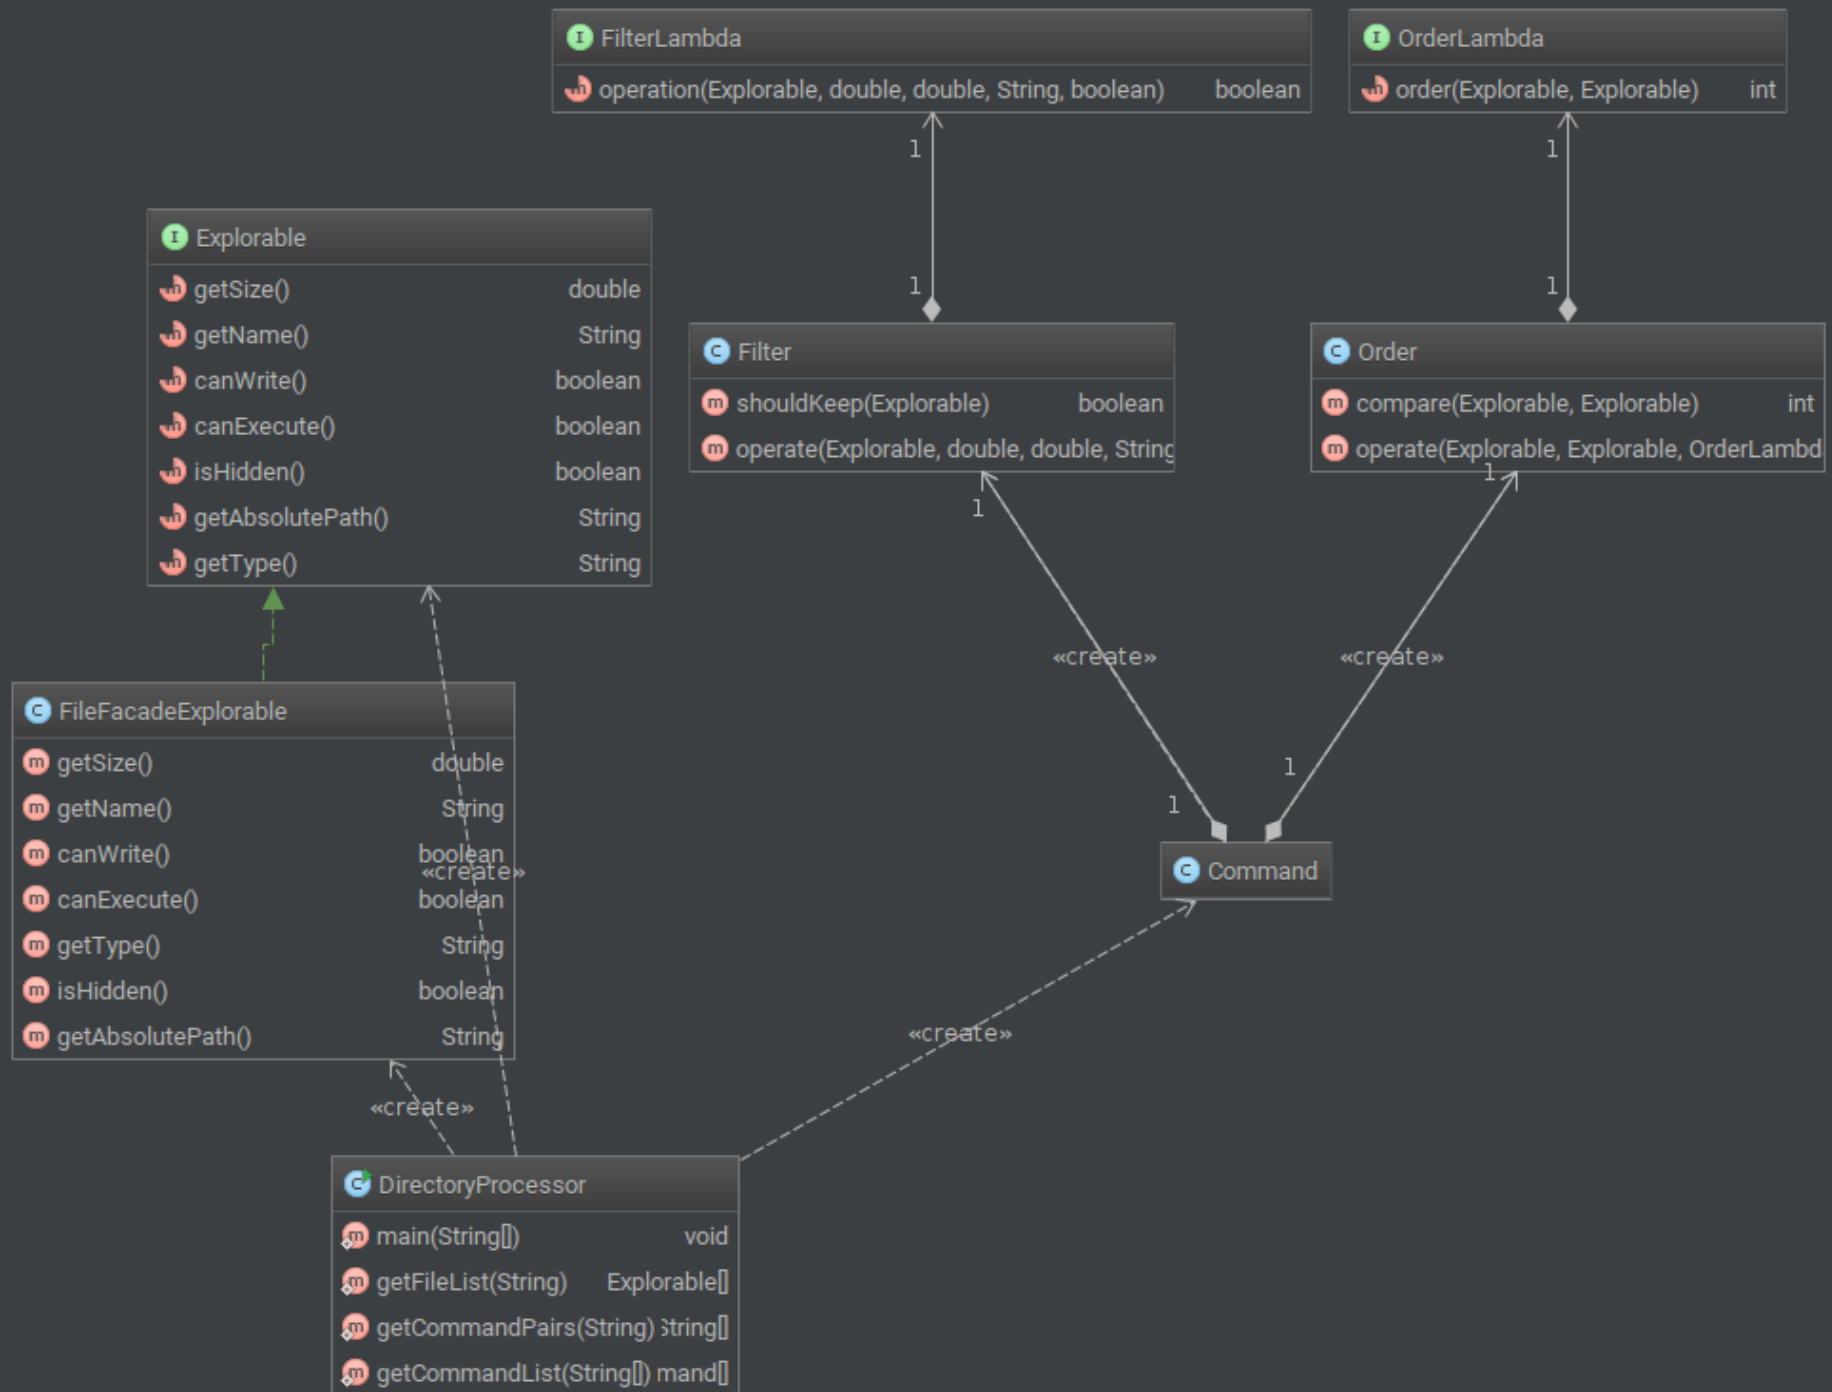 FilterLambda
operation(Explorable, double, double, String, boolean) boolean
OrderLambda
order(Explorable, Explorable) int
1
1
1
1
Explorable
getSize() double
getName() String
canWrite() boolean
canExecute() boolean
isHidden() boolean
getAbsolutePath() String
getType() String
Filter
shouldKeep(Explorable) boolean
operate(Explorable, double, double, String
Order
compare(Explorable, Explorable) int
operate(Explorable, Explorable, OrderLambd
1
1
«create»
«create»
1
1
FileFacadeExplorable
getSize() double
getName() String
canWrite() boolean
«create»
canExecute() boolean
getType() String
isHidden() boolean
getAbsolutePath() String
Command
«create»
«create»
DirectoryProcessor
main(String[]) void
getFileList(String) Explorable[]
getCommandPairs(String) String[]
getCommandList(String[]) mand[]